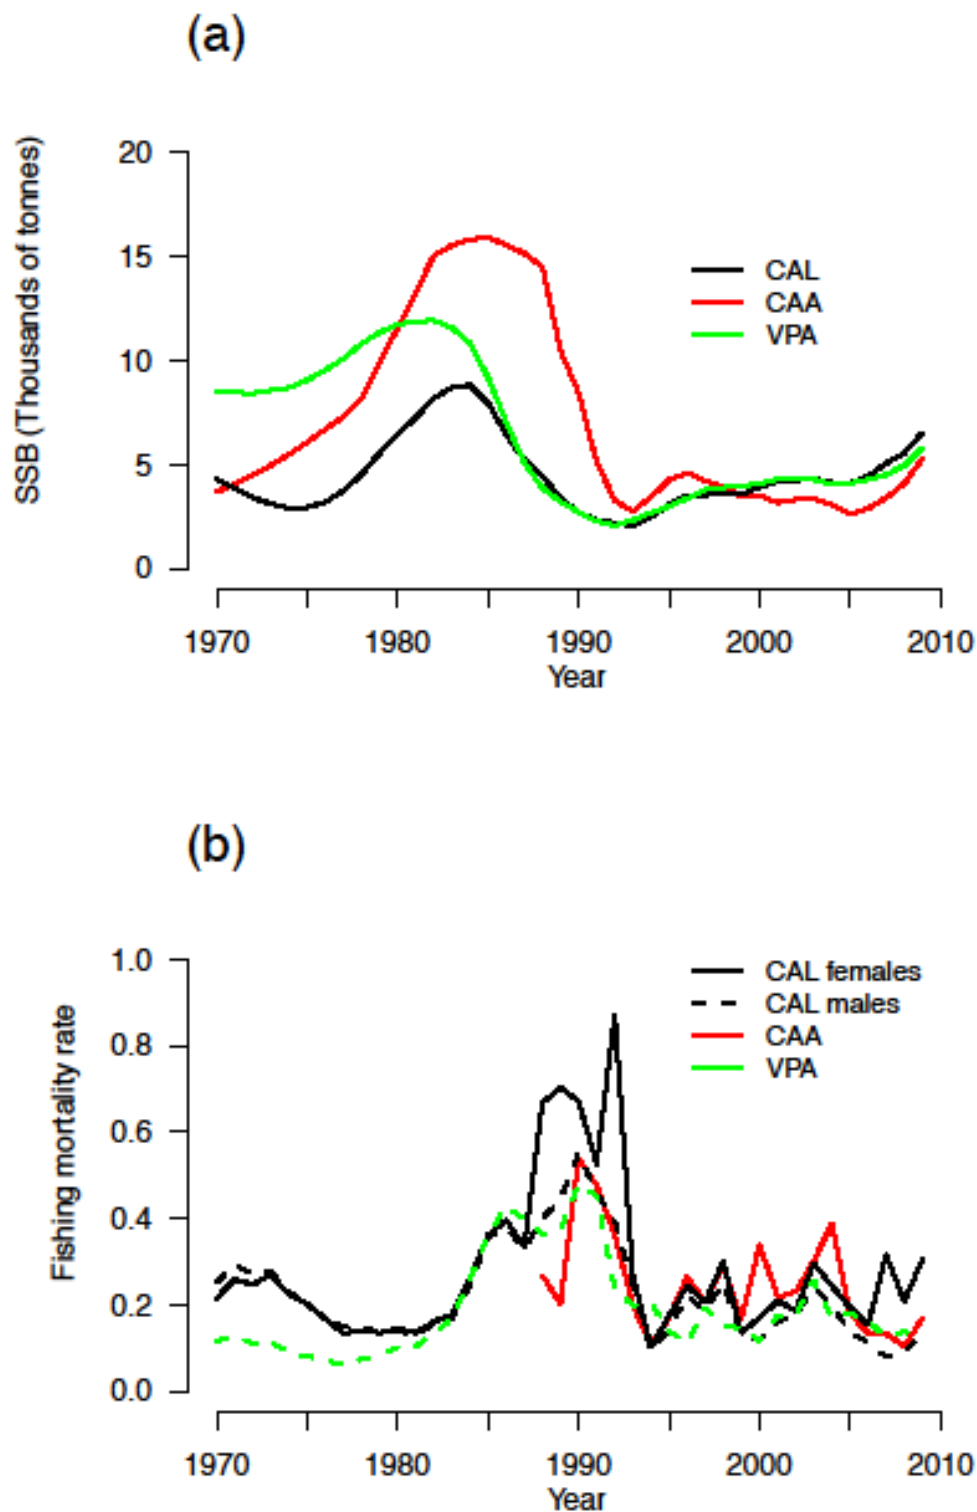 (a)
SSB (Thousands of tonnes)
20
15
10
5
0
CAL
CAA
VPA
1970 1980 1990 2000 2010
Year
(b)
Fishing mortality rate
1.0
0.8
0.6
0.4
0.2
0.0
CAL females
CAL males
CAA
VPA
1970 1980 1990 2000 2010
Year